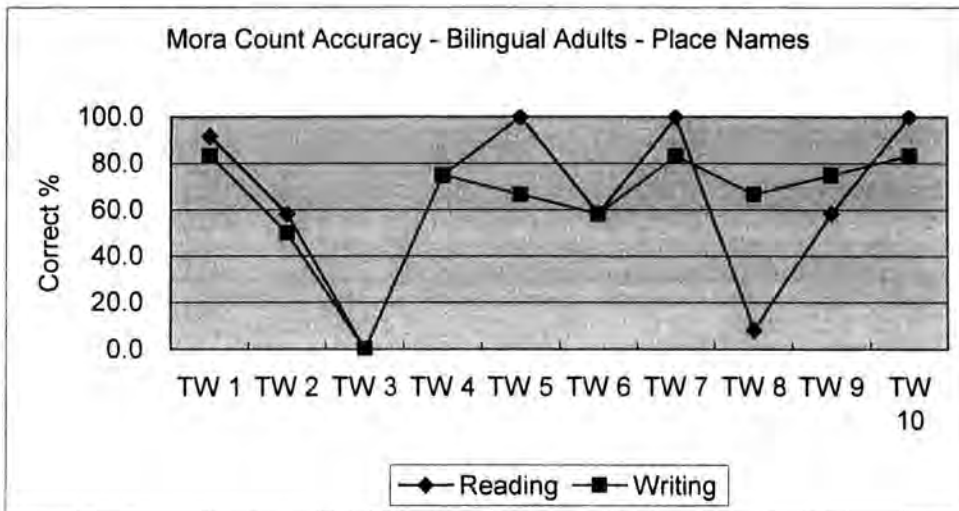 Mora Count Accuracy - Bilingual Adults - Place Names
100.0
80.0
60.0
40.0
20.0
0.0
Correct %
TW 1 TW 2 TW 3 TW 4 TW 5 TW 6 TW 7 TW 8 TW 9 TW
10
Reading Writing